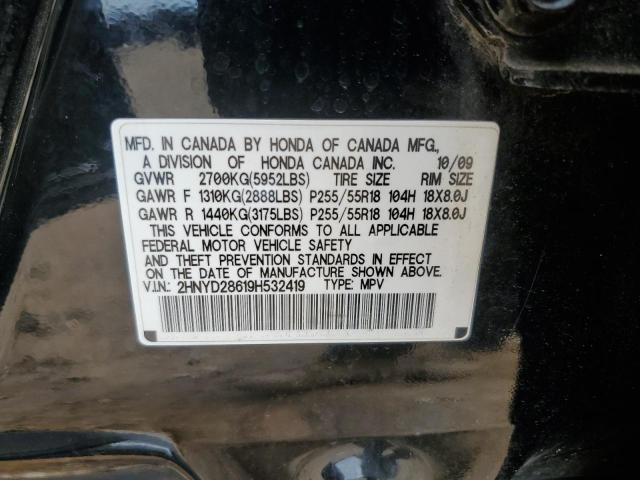 MFD. IN CANADA BY HONDA OF CANADA MFG.,
A DIVISION OF HONDA CANADA INC. 10/09
GVWR 2700KG(5952LBS) TIRE SIZE RIM SIZE
GAWR F 1310KG(2888LBS) P255/55R18 104H 18X8.0J
GAWR R 1440KG(3175LBS) P255/55R18 104H 18X8.0J
THIS VEHICLE CONFORMS TO ALL APPLICABLE
FEDERAL MOTOR VEHICLE SAFETY
AND THEFT PREVENTION STANDARDS IN EFFECT
ON THE DATE OF MANUFACTURE SHOWN ABOVE.
V.I.N.: 2HNYD28619H532419 TYPE: MPV